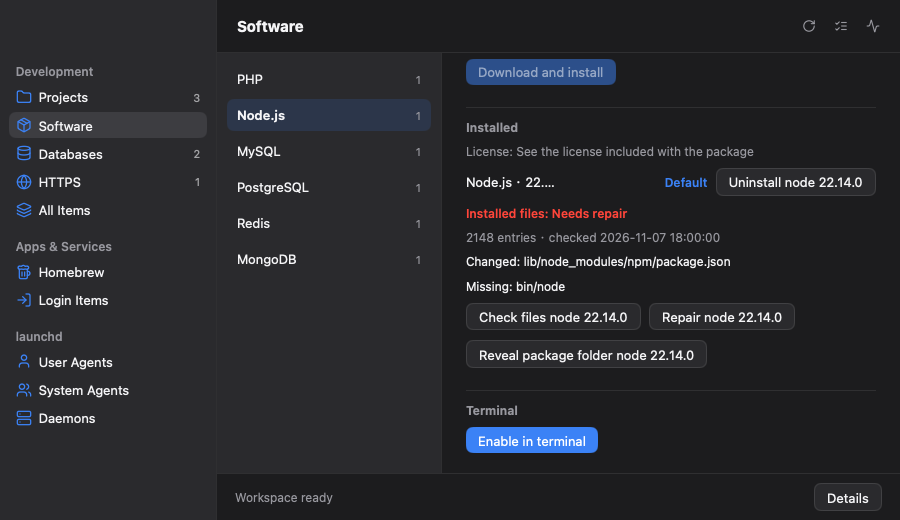 Software
Development
Projects 3
Software
Databases 2
HTTPS 1
All Items
Apps & Services
Homebrew
Login Items
launchd
User Agents
System Agents
Daemons
PHP 1
Node.js 1
MySQL 1
PostgreSQL 1
Redis 1
MongoDB 1
Download and install
Installed
License: See the license included with the package
Node.js · 22.... Default Uninstall node 22.14.0
Installed files: Needs repair
2148 entries · checked 2026-11-07 18:00:00
Changed: lib/node_modules/npm/package.json
Missing: bin/node
Check files node 22.14.0 Repair node 22.14.0
Reveal package folder node 22.14.0
Terminal
Enable in terminal
Workspace ready Details